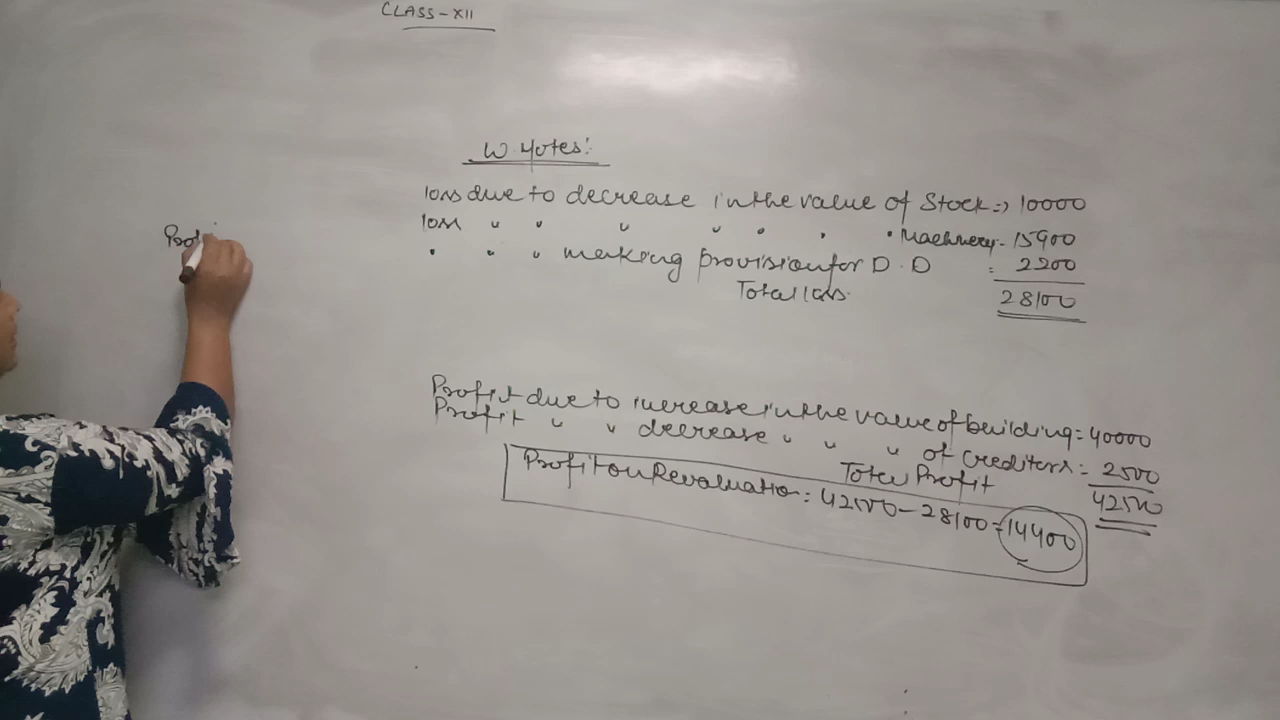 CLASS-XII
W. Notes:
loss due to decrease in the value of Stock => 10000
loss " " " " " " " Machinery - 15900
" " " making provision for D.D = 2200
Total loss. 28100
Prof
Profit due to increase in the value of building = 40000
Profit " " decrease " " " of creditors = 2500
Total Profit 42500
Profit on Revaluation = 42500 - 28100 = 14400